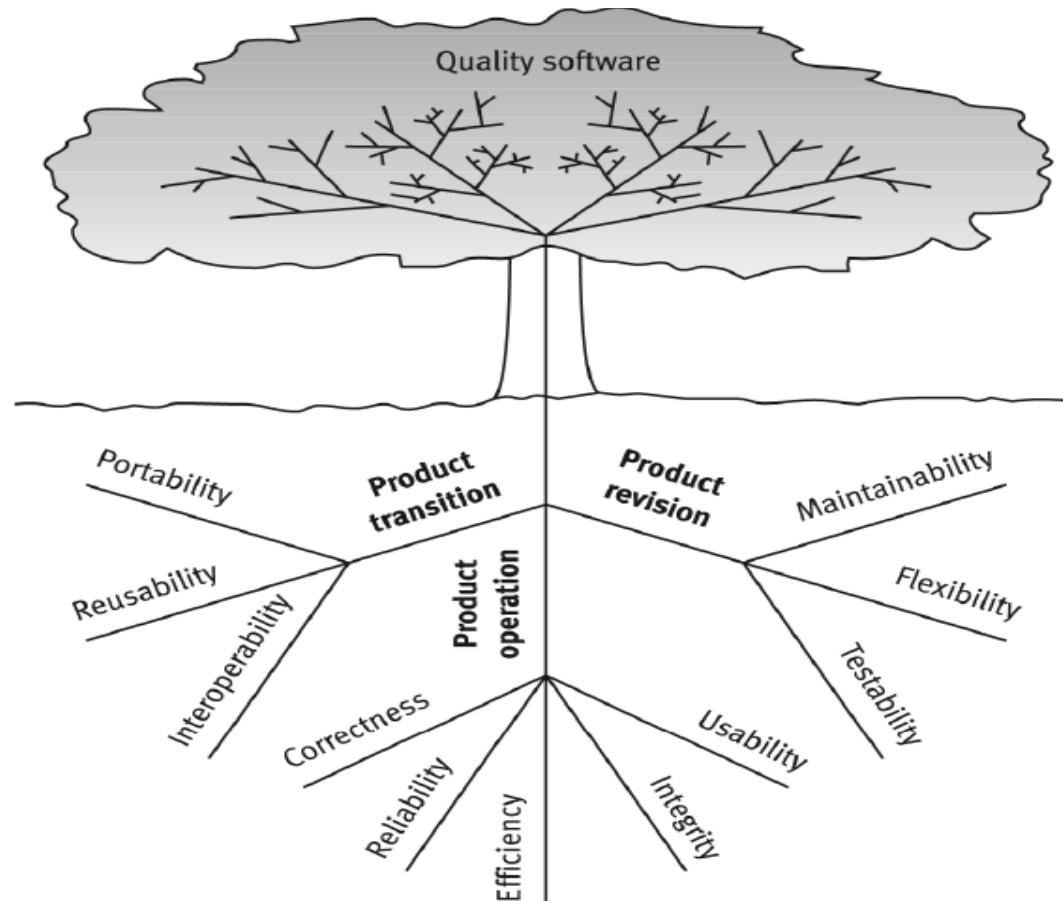 Quality software
Product
transition
Product
revision
Portability
Reusability
Interoperability
Product
operation
Maintainability
Flexibility
Testability
Correctness
Reliability
Efficiency
Integrity
Usability